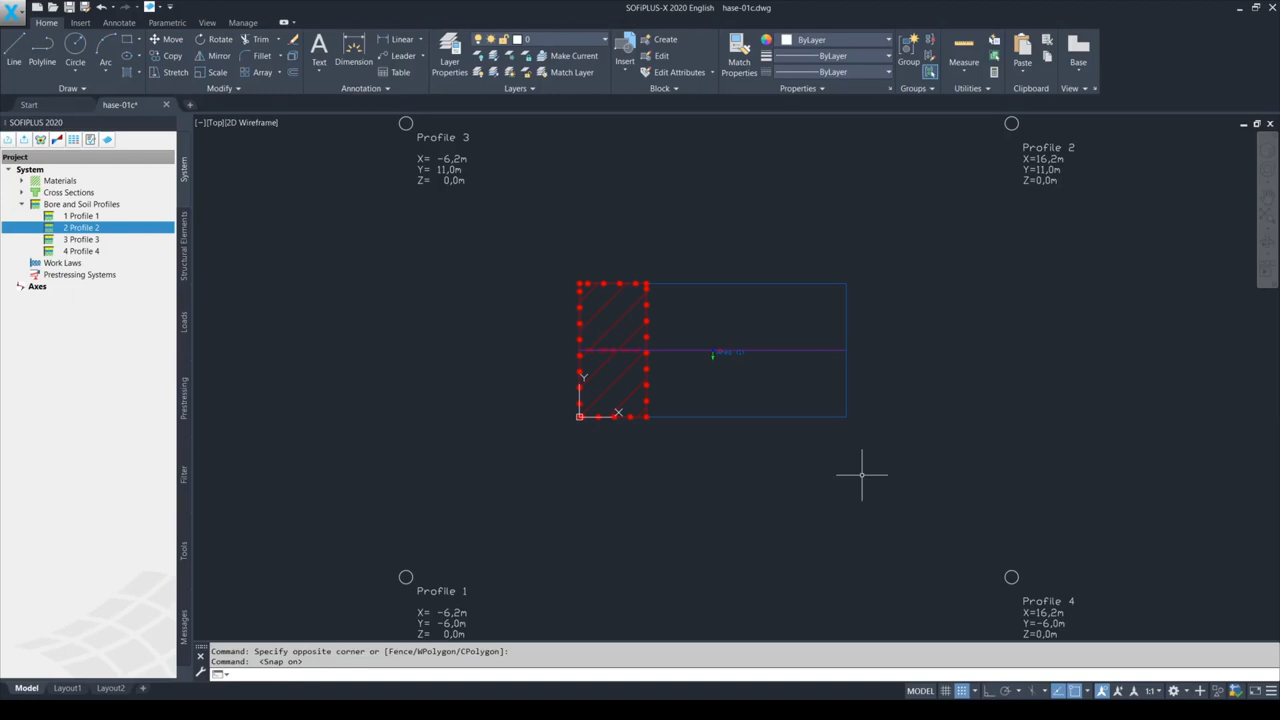 SOFiPLUS-X 2020 English hase-01c.dwg
Home Insert Annotate Parametric View Manage
Line Polyline Circle Arc
Move Rotate Trim
Copy Mirror Fillet
Stretch Scale Array
Text Dimension
Linear
Leader
Table
Layer
Properties
0
Make Current
Match Layer
Insert
Create
Edit
Edit Attributes
Match
Properties
ByLayer
ByLayer
ByLayer
Group
Measure
Paste
Base
Draw Modify Annotation Layers Block Properties Groups Utilities Clipboard View
Start hase-01c*
SOFIPLUS 2020
Project
System
Materials
Cross Sections
Bore and Soil Profiles
1 Profile 1
2 Profile 2
3 Profile 3
4 Profile 4
Work Laws
Prestressing Systems
Axes
System
Structural Elements
Loads
Prestressing
Filter
Tools
Messages
[−][Top][2D Wireframe]
Profile 3
X= -6,2m
Y= 11,0m
Z= 0,0m
Profile 2
X=16,2m
Y=11,0m
Z=0,0m
Y
X
Profile 1
X= -6,2m
Y= -6,0m
Z= 0,0m
Profile 4
X=16,2m
Y=-6,0m
Z=0,0m
Command: Specify opposite corner or [Fence/WPolygon/CPolygon]:
Command: <Snap on>
Model Layout1 Layout2
MODEL 1:1